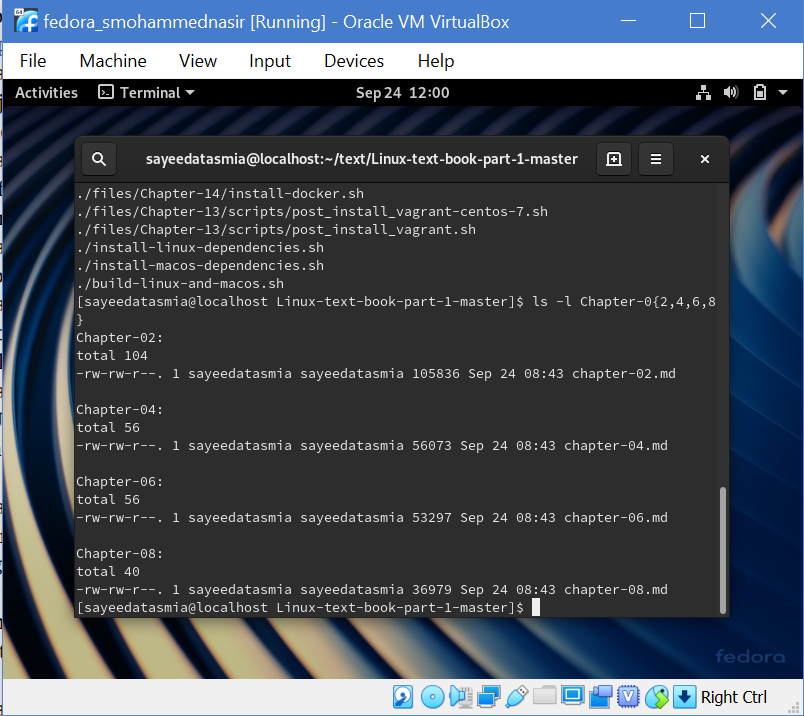 fedora_smohammednasir [Running] - Oracle VM VirtualBox
File Machine View Input Devices Help
Activities Terminal Sep 24 12:00
sayeedatasmia@localhost:~/text/Linux-text-book-part-1-master
./files/Chapter-14/install-docker.sh
./files/Chapter-13/scripts/post_install_vagrant-centos-7.sh
./files/Chapter-13/scripts/post_install_vagrant.sh
./install-linux-dependencies.sh
./install-macos-dependencies.sh
./build-linux-and-macos.sh
[sayeedatasmia@localhost Linux-text-book-part-1-master]$ ls -l Chapter-0{2,4,6,8
}
Chapter-02:
total 104
-rw-rw-r--. 1 sayeedatasmia sayeedatasmia 105836 Sep 24 08:43 chapter-02.md
Chapter-04:
total 56
-rw-rw-r--. 1 sayeedatasmia sayeedatasmia 56073 Sep 24 08:43 chapter-04.md
Chapter-06:
total 56
-rw-rw-r--. 1 sayeedatasmia sayeedatasmia 53297 Sep 24 08:43 chapter-06.md
Chapter-08:
total 40
-rw-rw-r--. 1 sayeedatasmia sayeedatasmia 36979 Sep 24 08:43 chapter-08.md
[sayeedatasmia@localhost Linux-text-book-part-1-master]$
fedora
Right Ctrl